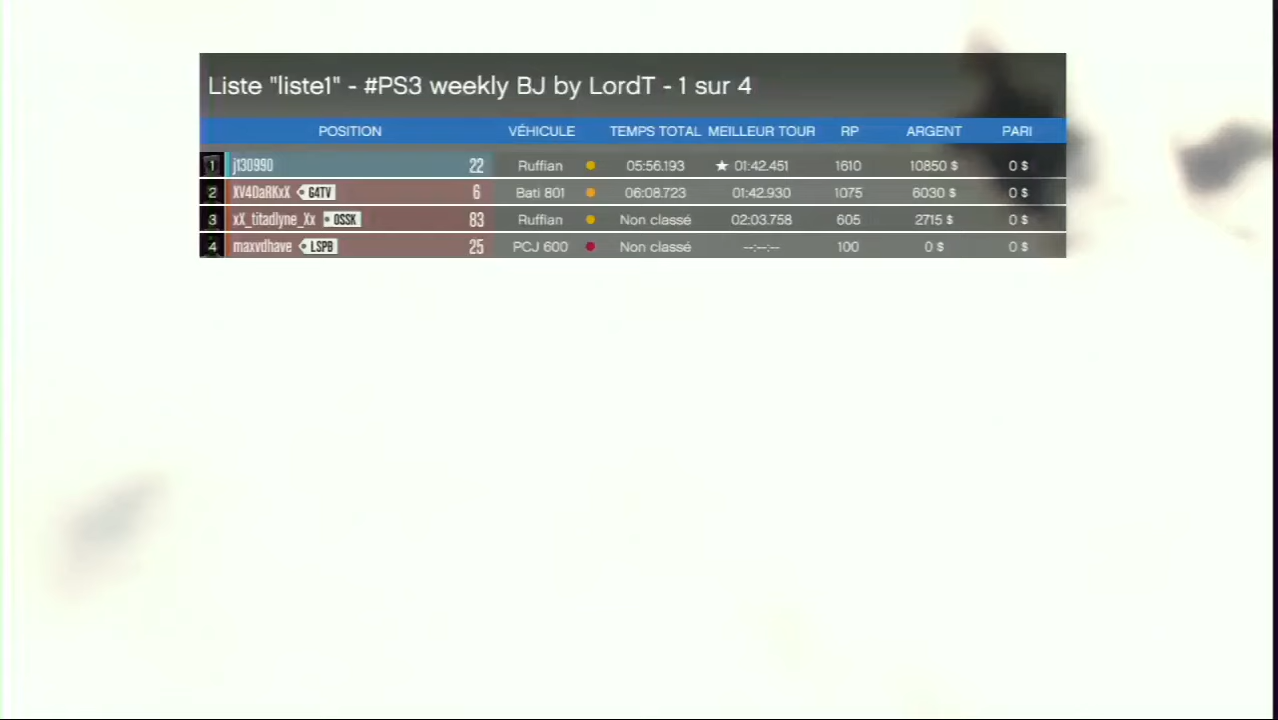 Liste "liste1" - #PS3 weekly BJ by LordT - 1 sur 4
POSITION VÉHICULE TEMPS TOTAL MEILLEUR TOUR RP ARGENT PARI
1 j130990 22 Ruffian 05:56.193 ★ 01:42.451 1610 10850 $ 0 $
2 XV4DaRKxX G4TV 6 Bati 801 06:08.723 01:42.930 1075 6030 $ 0 $
3 xX_titadlyne_Xx OSSK 83 Ruffian Non classé 02:03.758 605 2715 $ 0 $
4 maxvdhave LSPB 25 PCJ 600 Non classé --:--:-- 100 0 $ 0 $